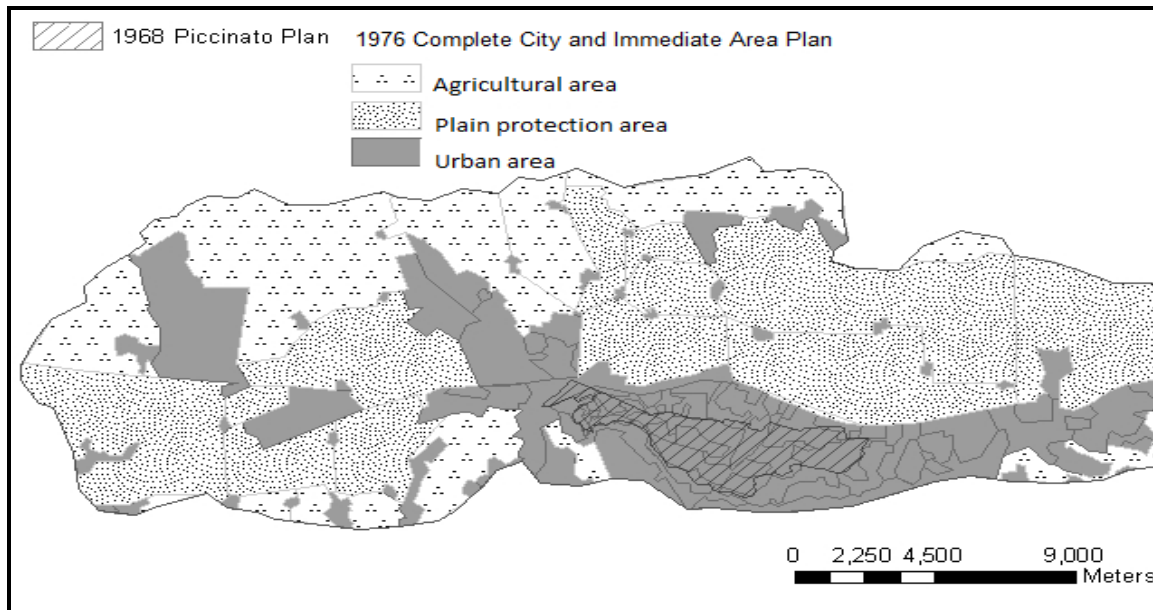 1968 Piccinato Plan
1976 Complete City and Immediate Area Plan
Agricultural area
Plain protection area
Urban area
0 2,250 4,500 9,000
Meters